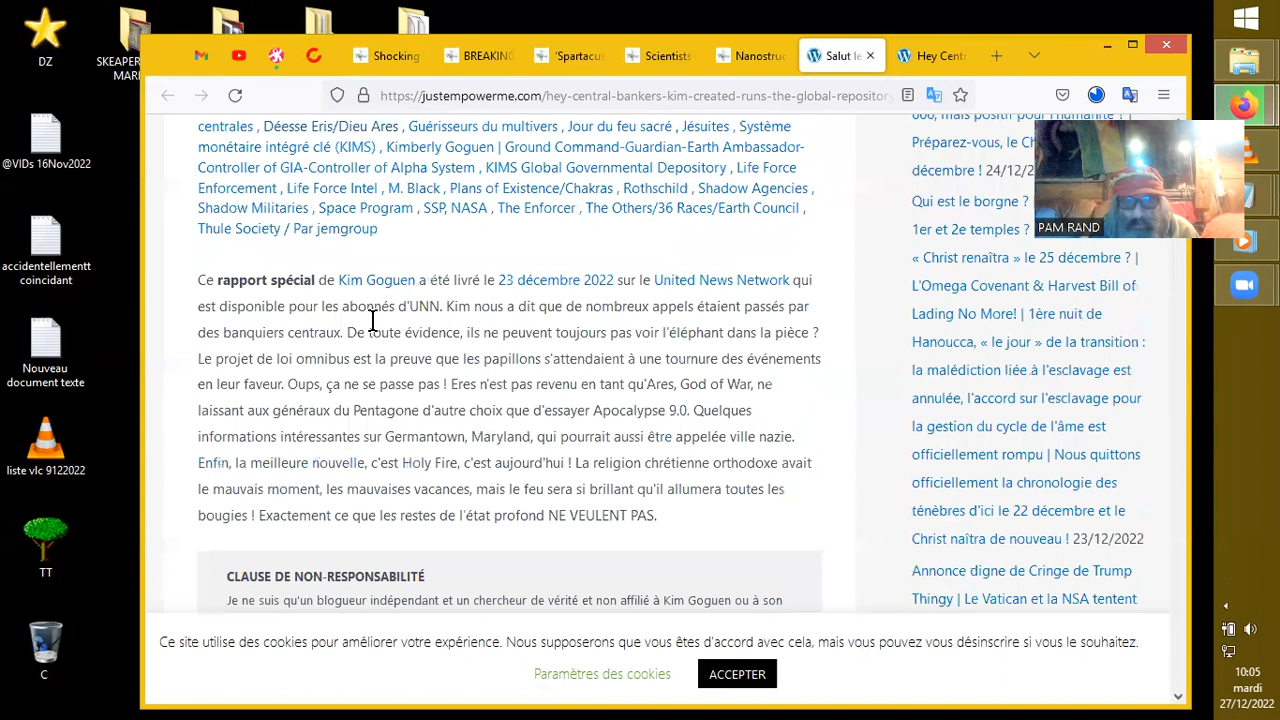 DZ
SKEAPER
MAR
@VIDs 16Nov2022
accidentellementt
coincidant
Nouveau
document texte
liste vlc 9122022
TT
C
Shocking
BREAKING
'Spartacus
Scientists
Nanostruc
Salut le
Hey Centr
https://justempowerme.com/hey-central-bankers-kim-created-runs-the-global-repository
centrales , Déesse Eris/Dieu Ares , Guérisseurs du multivers , Jour du feu sacré , Jésuites , Système
monétaire intégré clé (KIMS) , Kimberly Goguen | Ground Command-Guardian-Earth Ambassador-
Controller of GIA-Controller of Alpha System , KIMS Global Governmental Depository , Life Force
Enforcement , Life Force Intel , M. Black , Plans of Existence/Chakras , Rothschild , Shadow Agencies ,
Shadow Militaries , Space Program , SSP, NASA , The Enforcer , The Others/36 Races/Earth Council ,
Thule Society / Par jemgroup
Ce rapport spécial de Kim Goguen a été livré le 23 décembre 2022 sur le United News Network qui
est disponible pour les abonnés d'UNN. Kim nous a dit que de nombreux appels étaient passés par
des banquiers centraux. De toute évidence, ils ne peuvent toujours pas voir l'éléphant dans la pièce ?
Le projet de loi omnibus est la preuve que les papillons s'attendaient à une tournure des événements
en leur faveur. Oups, ça ne se passe pas ! Eres n'est pas revenu en tant qu'Ares, God of War, ne
laissant aux généraux du Pentagone d'autre choix que d'essayer Apocalypse 9.0. Quelques
informations intéressantes sur Germantown, Maryland, qui pourrait aussi être appelée ville nazie.
Enfin, la meilleure nouvelle, c'est Holy Fire, c'est aujourd'hui ! La religion chrétienne orthodoxe avait
le mauvais moment, les mauvaises vacances, mais le feu sera si brillant qu'il allumera toutes les
bougies ! Exactement ce que les restes de l'état profond NE VEULENT PAS.
CLAUSE DE NON-RESPONSABILITÉ
Je ne suis qu'un blogueur indépendant et un chercheur de vérité et non affilié à Kim Goguen ou à son
666, mais positif pour l'humanité ! |
Préparez-vous, le Ch
décembre ! 24/12/2
Qui est le borgne ?
1er et 2e temples ?
« Christ renaîtra » le 25 décembre ? |
L'Omega Covenant & Harvest Bill of
Lading No More! | 1ère nuit de
Hanoucca, « le jour » de la transition :
la malédiction liée à l'esclavage est
annulée, l'accord sur l'esclavage pour
la gestion du cycle de l'âme est
officiellement rompu | Nous quittons
officiellement la chronologie des
ténèbres d'ici le 22 décembre et le
Christ naîtra de nouveau ! 23/12/2022
Annonce digne de Cringe de Trump
Thingy | Le Vatican et la NSA tentent
PAM RAND
Ce site utilise des cookies pour améliorer votre expérience. Nous supposerons que vous êtes d'accord avec cela, mais vous pouvez vous désinscrire si vous le souhaitez.
Paramètres des cookies
ACCEPTER
10:05
mardi
27/12/2022